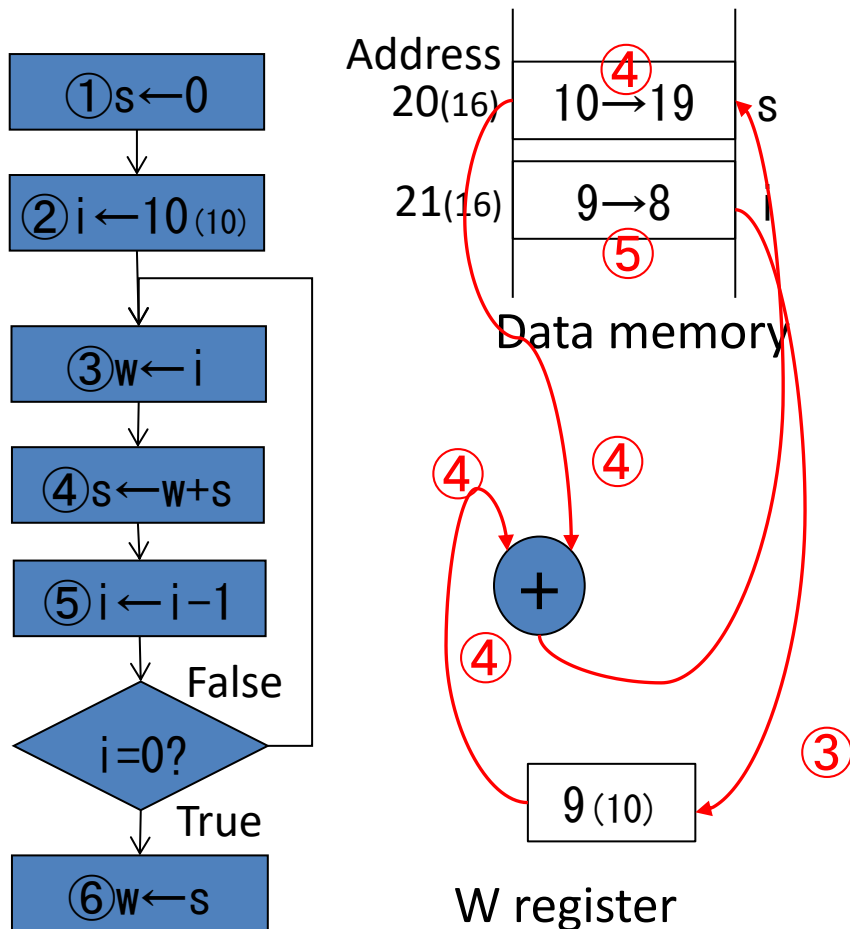 ①s←0
②i←10(10)
③w←i
④s←w+s
⑤i←i-1
False
i=0?
True
⑥w←s
Address
④
20(16)
10→19
s
21(16)
9→8
i
⑤
Data memory
④
④
+
④
③
9(10)
W register